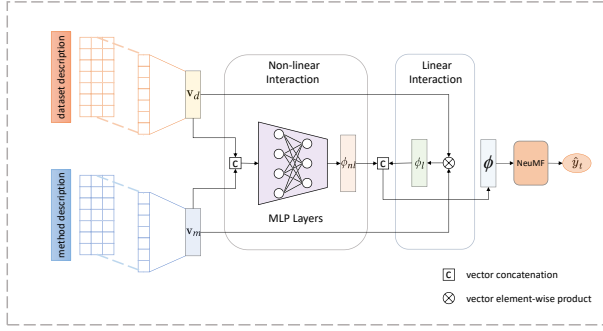 dataset description
v_d
method description
v_m
Non-linear
Interaction
C
MLP Layers
ϕ_nl
C
Linear
Interaction
ϕ_l
ϕ
NeuMF
ŷ_t
C vector concatenation
vector element-wise product